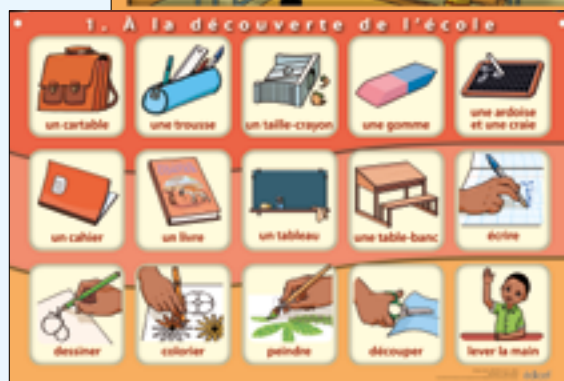 1. À la découverte de l'école
un cartable
une trousse
un taille-crayon
une gomme
une ardoise
et une craie
un cahier
un livre
un tableau
une table-banc
écrire
dessiner
colorier
peindre
découper
lever la main